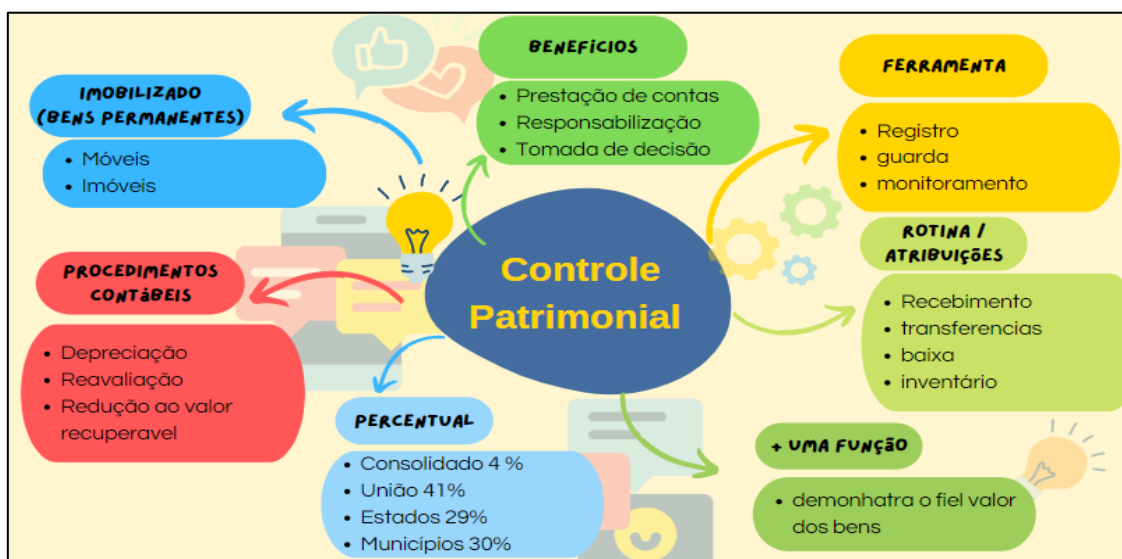 BENEFÍCIOS
• Prestação de contas
• Responsabilização
• Tomada de decisão
FERRAMENTA
• Registro
• guarda
• monitoramento
IMOBILIZADO
(BENS PERMANENTES)
• Móveis
• Imóveis
Controle
Patrimonial
ROTINA /
ATRIBUIÇÕES
• Recebimento
• transferencias
• baixa
• inventário
PROCEDIMENTOS
CONTÁBEIS
• Depreciação
• Reavaliação
• Redução ao valor
recuperavel
PERCENTUAL
• Consolidado 4 %
• União 41%
• Estados 29%
• Municípios 30%
+ UMA FUNÇÃO
• demonhatra o fiel valor
dos bens